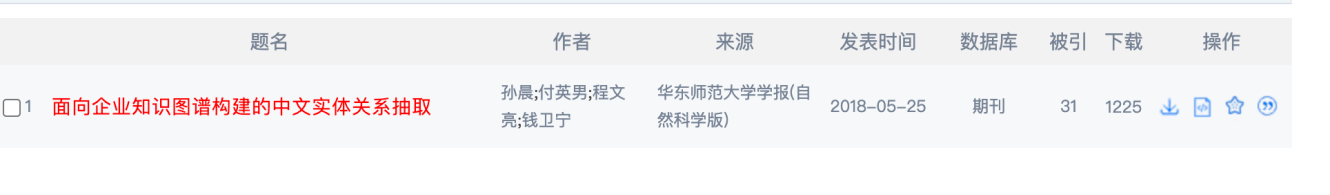 题名 作者 来源 发表时间 数据库 被引 下载 操作
1 面向企业知识图谱构建的中文实体关系抽取 孙晨;付英男;程文 华东师范大学学报(自 2018-05-25 期刊 31 1225
亮;钱卫宁 然科学版)